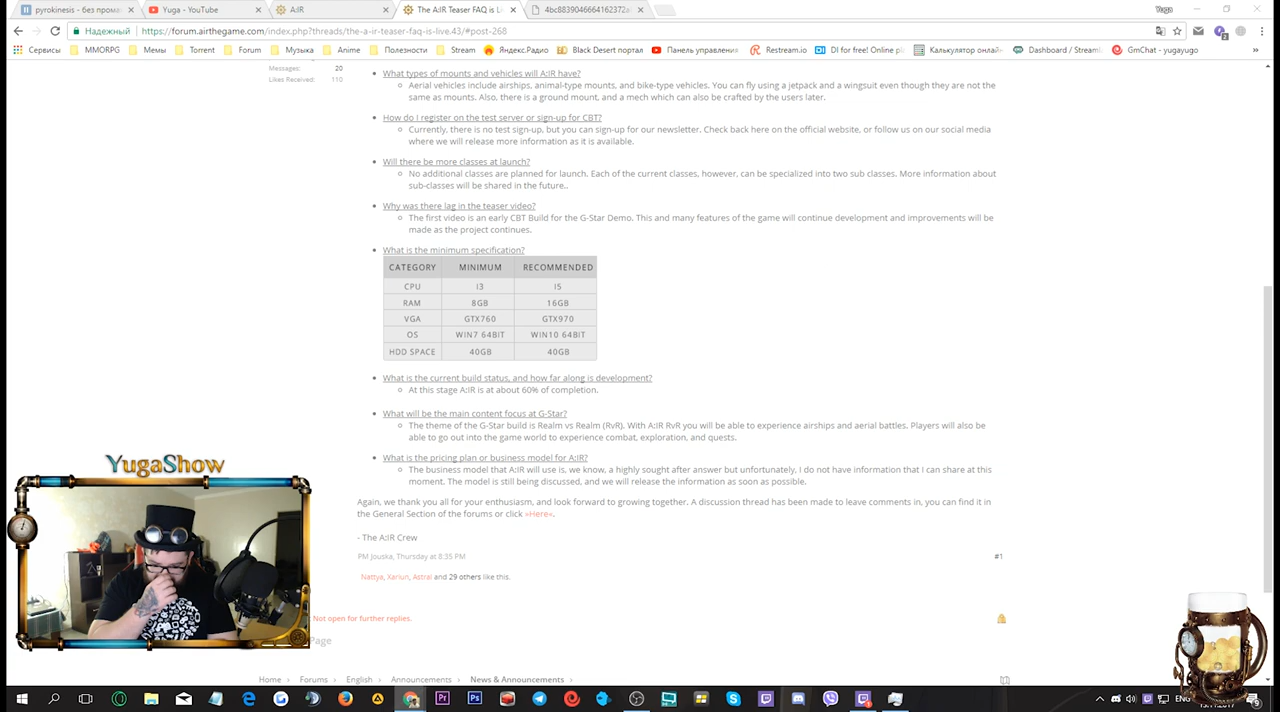 pyrokinesis - без прома
Yuga - YouTube
A:IR
The A:IR Teaser FAQ is L
4bc8839046664162372a
Yuga
Надежный
https://forum.airthegame.com/index.php?threads/the-a-ir-teaser-faq-is-live.43/#post-268
Сервисы
MMORPG
Мемы
Torrent
Forum
Музыка
Anime
Полезности
Stream
Яндекс.Радио
Black Desert портал
Панель управления
Restream.io
DI for free! Online pl
Калькулятор онлайн
Dashboard / Streaml
GmChat - yugayugo
Messages: 20
Likes Received: 110
What types of mounts and vehicles will A:IR have?
Aerial vehicles include airships, animal-type mounts, and bike-type vehicles. You can fly using a jetpack and a wingsuit even though they are not the
same as mounts. Also, there is a ground mount, and a mech which can also be crafted by the users later.
How do I register on the test server or sign-up for CBT?
Currently, there is no test sign-up, but you can sign-up for our newsletter. Check back here on the official website, or follow us on our social media
where we will release more information as it is available.
Will there be more classes at launch?
No additional classes are planned for launch. Each of the current classes, however, can be specialized into two sub classes. More information about
sub-classes will be shared in the future..
Why was there lag in the teaser video?
The first video is an early CBT Build for the G-Star Demo. This and many features of the game will continue development and improvements will be
made as the project continues.
What is the minimum specification?
CATEGORY MINIMUM RECOMMENDED
CPU I3 I5
RAM 8GB 16GB
VGA GTX760 GTX970
OS WIN7 64BIT WIN10 64BIT
HDD SPACE 40GB 40GB
What is the current build status, and how far along is development?
At this stage A:IR is at about 60% of completion.
What will be the main content focus at G-Star?
The theme of the G-Star build is Realm vs Realm (RvR). With A:IR RvR you will be able to experience airships and aerial battles. Players will also be
able to go out into the game world to experience combat, exploration, and quests.
What is the pricing plan or business model for A:IR?
The business model that A:IR will use is, we know, a highly sought after answer but unfortunately, I do not have information that i can share at this
moment. The model is still being discussed, and we will release the information as soon as possible.
Again, we thank you all for your enthusiasm, and look forward to growing together. A discussion thread has been made to leave comments in, you can find it in
the General Section of the forums or click »Here«.
- The A:IR Crew
PM Jouska, Thursday at 8:35 PM
#1
Nattya, Xarlun, Astral and 29 others like this.
YugaShow
Not open for further replies.
Page
Home
Forums
English
Announcements
News & Announcements
ENG